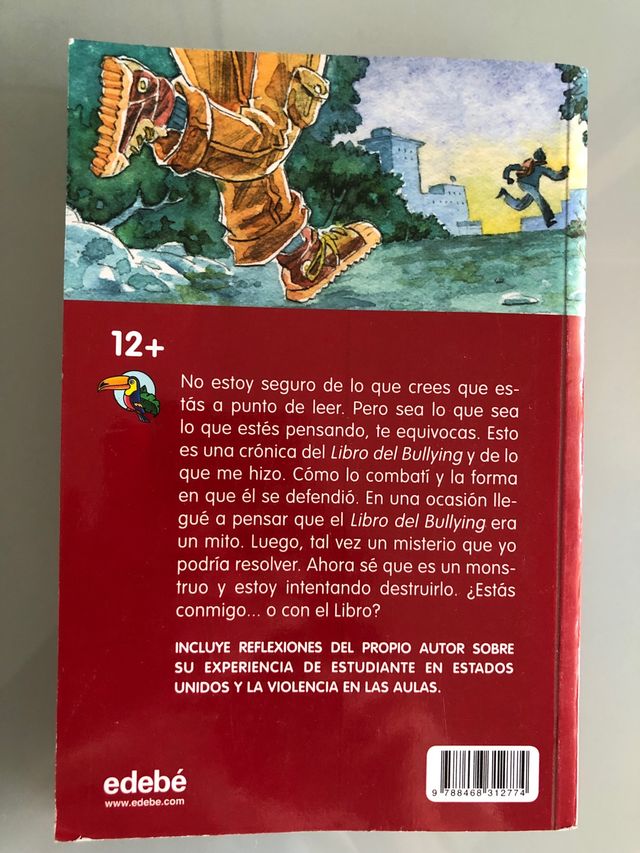 12+
No estoy seguro de lo que crees que es-
tás a punto de leer. Pero sea lo que sea
lo que estés pensando, te equivocas. Esto
es una crónica del Libro del Bullying y de lo
que me hizo. Cómo lo combatí y la forma
en que él se defendió. En una ocasión lle-
gué a pensar que el Libro del Bullying era
un mito. Luego, tal vez un misterio que yo
podría resolver. Ahora sé que es un mons-
truo y estoy intentando destruirlo. ¿Estás
conmigo... o con el Libro?
INCLUYE REFLEXIONES DEL PROPIO AUTOR SOBRE
SU EXPERIENCIA DE ESTUDIANTE EN ESTADOS
UNIDOS Y LA VIOLENCIA EN LAS AULAS.
edebé
www.edebe.com
9 788468 312774